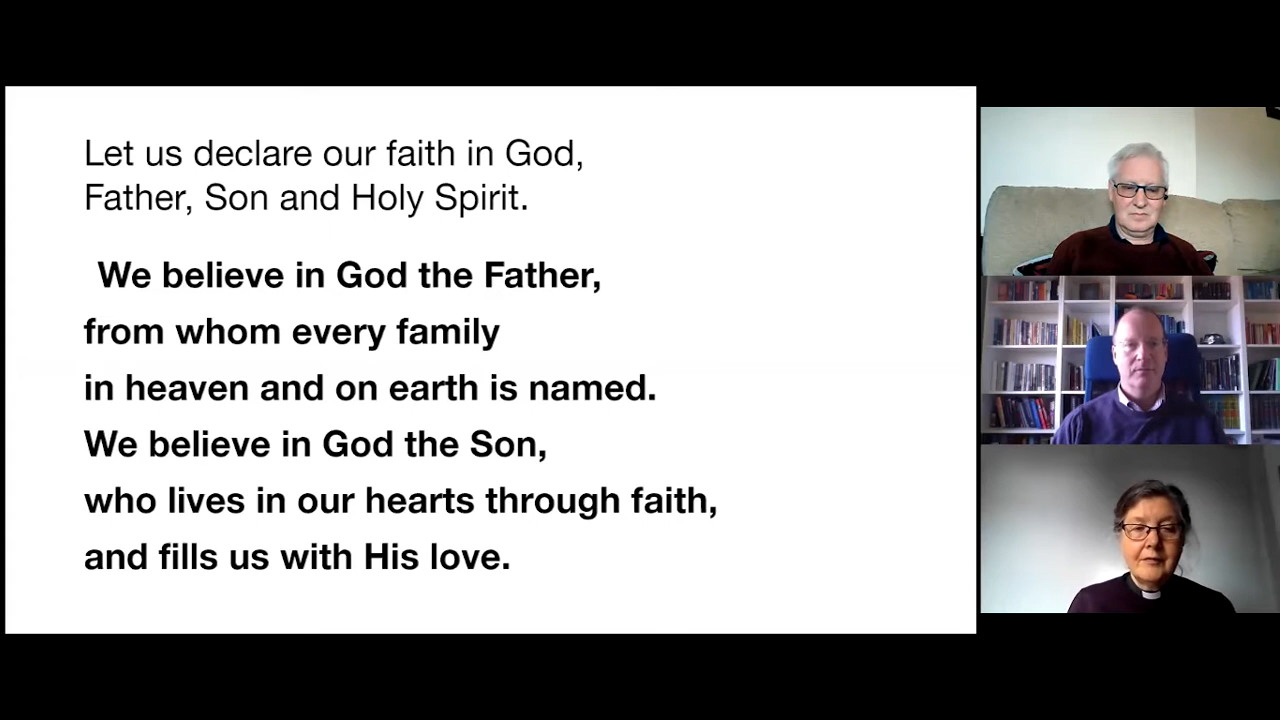 Let us declare our faith in God,
Father, Son and Holy Spirit.
We believe in God the Father,
from whom every family
in heaven and on earth is named.
We believe in God the Son,
who lives in our hearts through faith,
and fills us with His love.